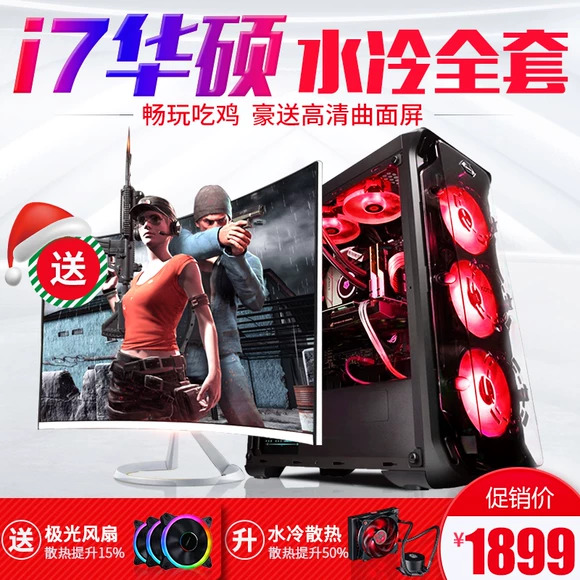 i7华硕 水冷全套
畅玩吃鸡 豪送高清曲面屏
送
送 极光风扇
散热提升15%
升 水冷散热
散热提升50%
促销价
¥1899